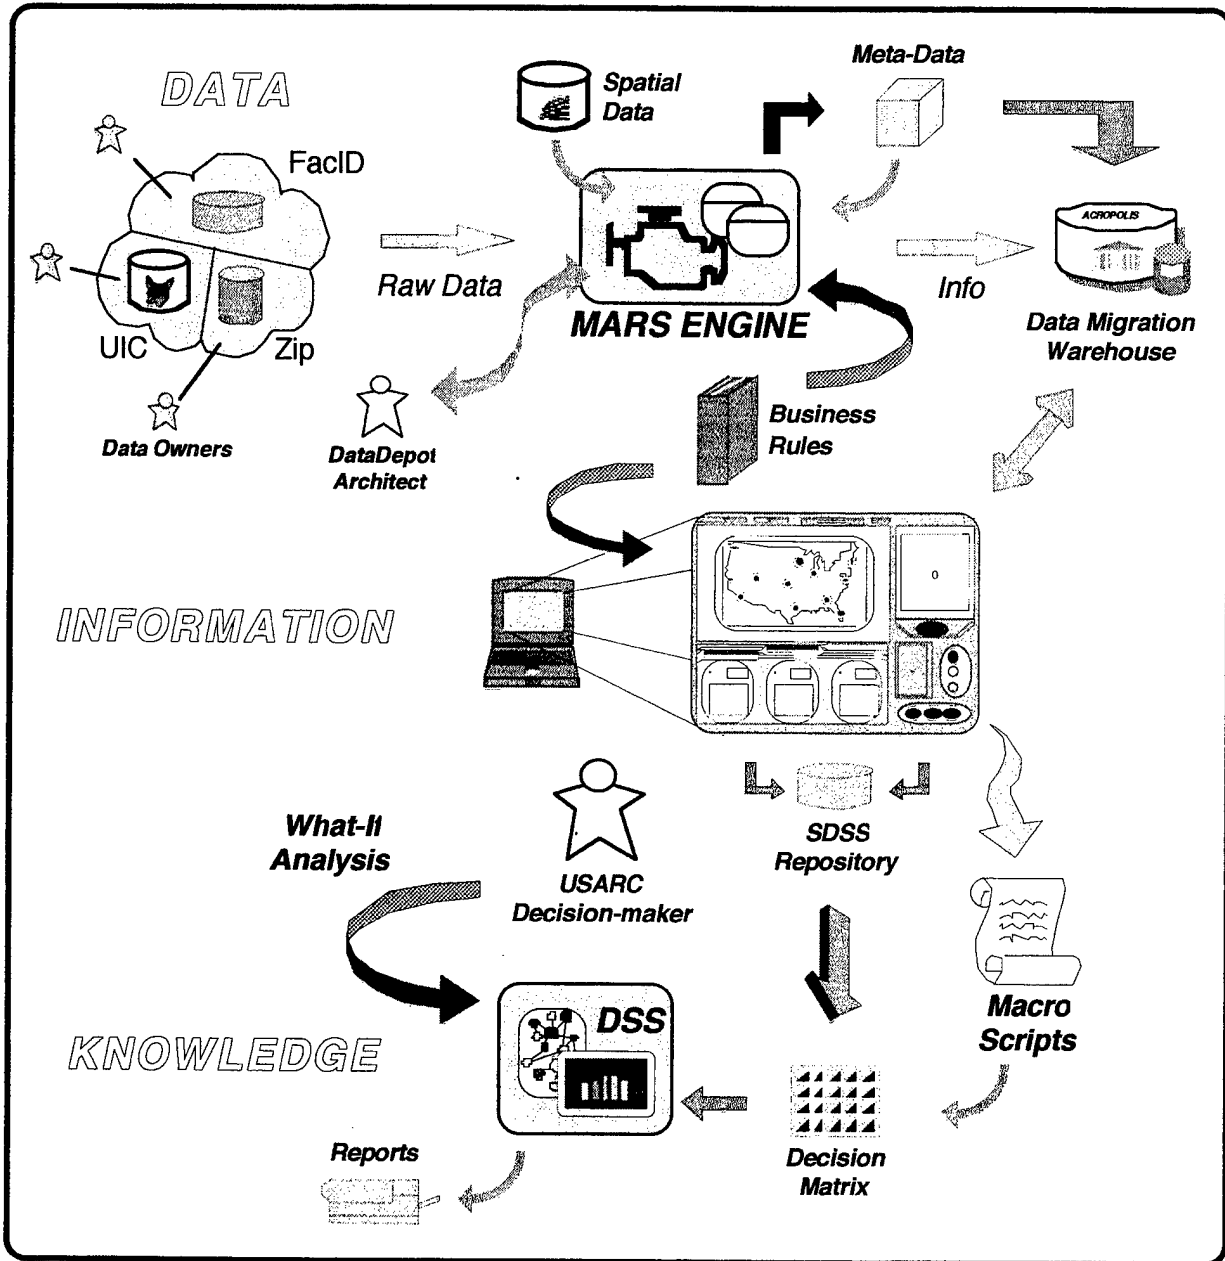 DATA
Spatial
Data
Meta-Data
FacID
UIC
Zip
Data Owners
Raw Data
DataDepot
Architect
MARS ENGINE
Info
ACROPOLIS
Data Migration
Warehouse
Business
Rules
INFORMATION
0
What-If
Analysis
USARC
Decision-maker
SDSS
Repository
Macro
Scripts
KNOWLEDGE
DSS
Reports
Decision
Matrix